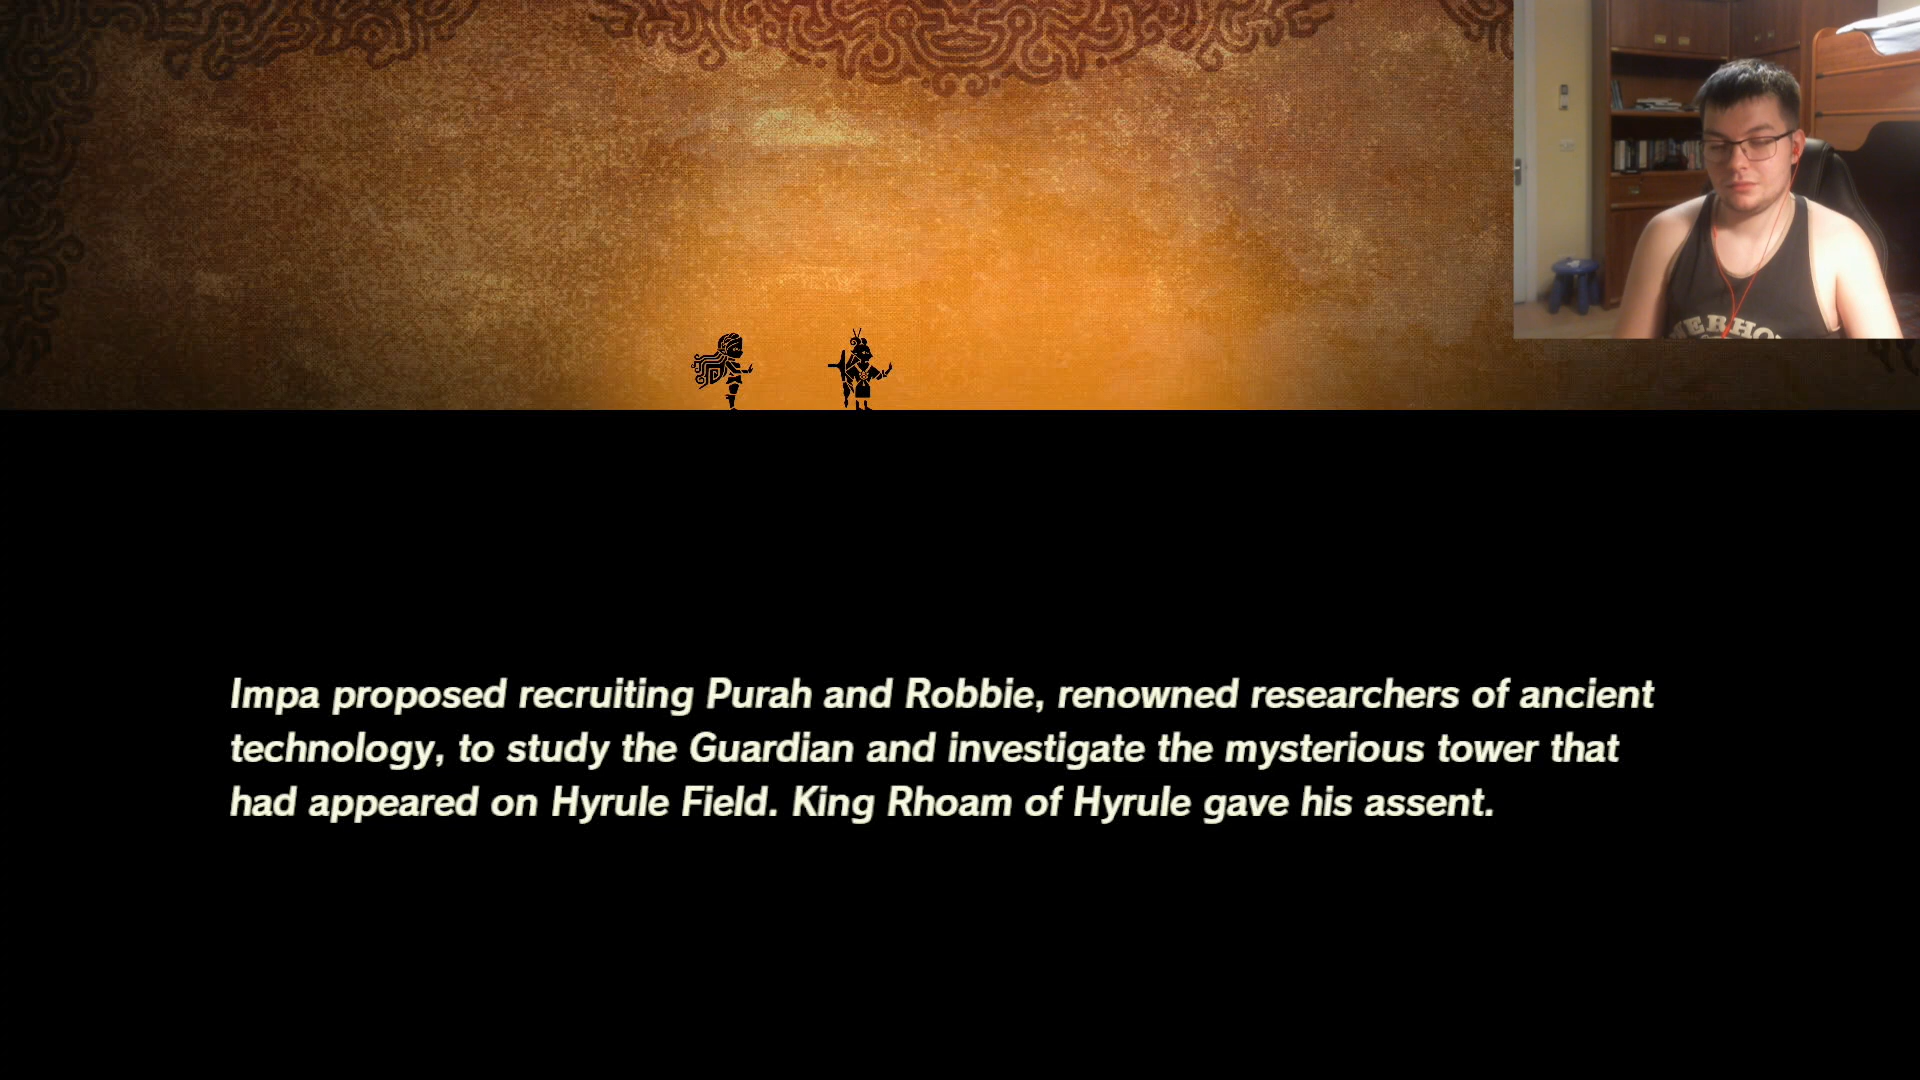 Impa proposed recruiting Purah and Robbie, renowned researchers of ancient
technology, to study the Guardian and investigate the mysterious tower that
had appeared on Hyrule Field. King Rhoam of Hyrule gave his assent.